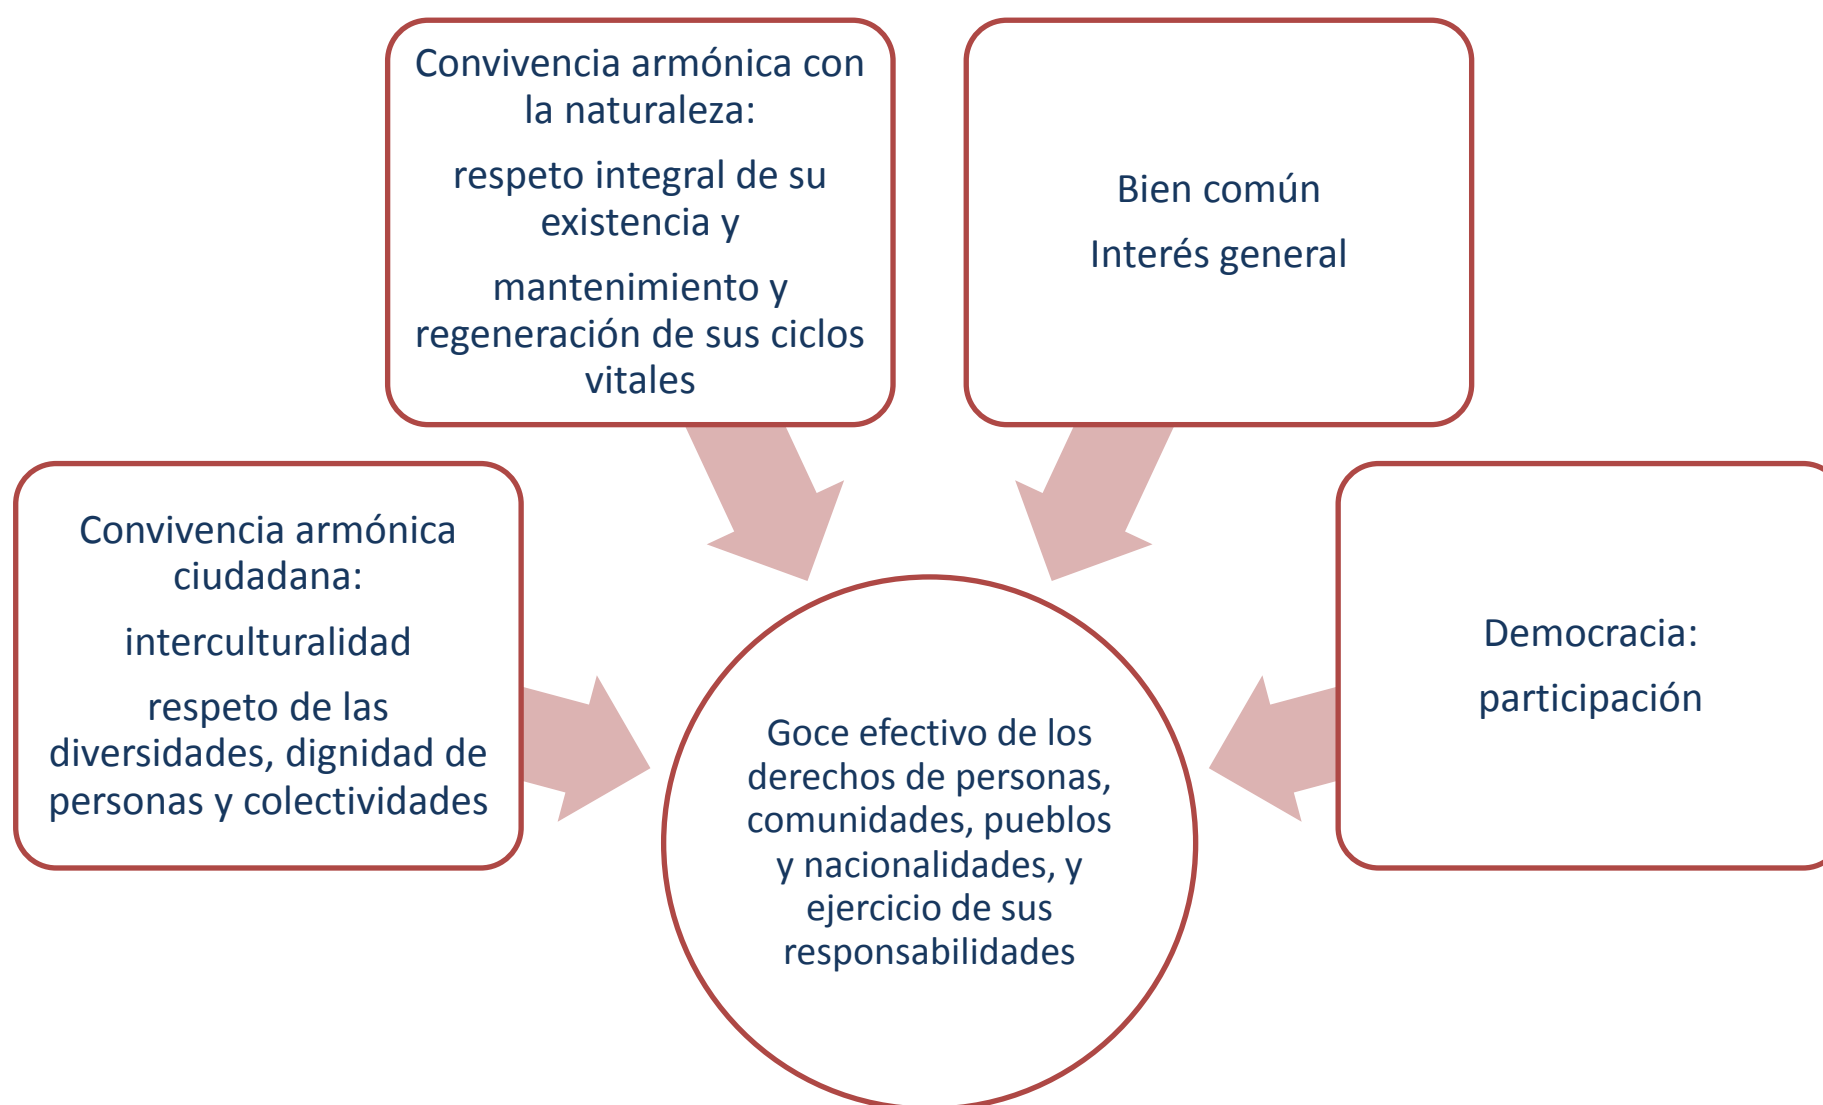 Convivencia armónica con
la naturaleza:
respeto integral de su
existencia y
mantenimiento y
regeneración de sus ciclos
vitales
Bien común
Interés general
Convivencia armónica
ciudadana:
interculturalidad
respeto de las
diversidades, dignidad de
personas y colectividades
Democracia:
participación
Goce efectivo de los
derechos de personas,
comunidades, pueblos
y nacionalidades, y
ejercicio de sus
responsabilidades